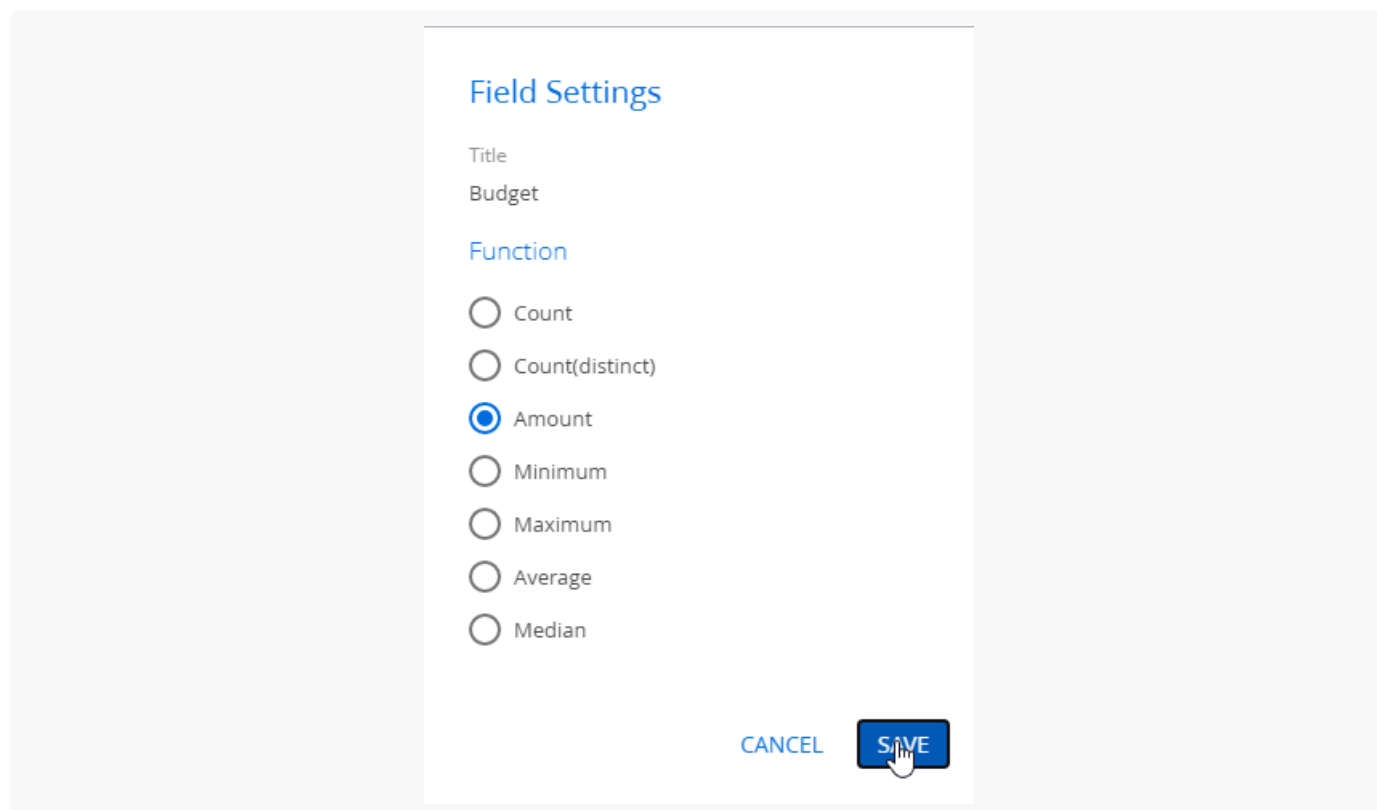 Field Settings
Title
Budget
Function
Count
Count(distinct)
Amount
Minimum
Maximum
Average
Median
CANCEL SAVE